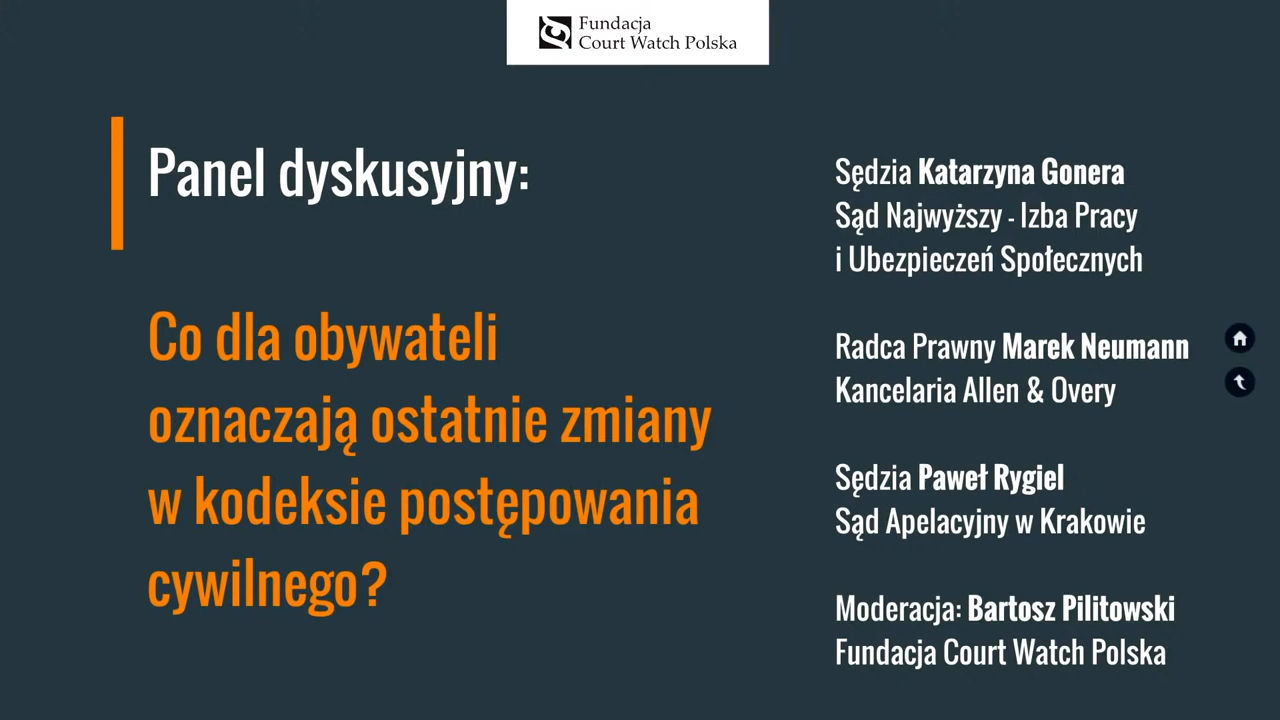 Fundacja
Court Watch Polska
Panel dyskusyjny:
Co dla obywateli
oznaczają ostatnie zmiany
w kodeksie postępowania
cywilnego?
Sędzia Katarzyna Gonera
Sąd Najwyższy - Izba Pracy
i Ubezpieczeń Społecznych
Radca Prawny Marek Neumann
Kancelaria Allen & Overy
Sędzia Paweł Rygiel
Sąd Apelacyjny w Krakowie
Moderacja: Bartosz Pilitowski
Fundacja Court Watch Polska